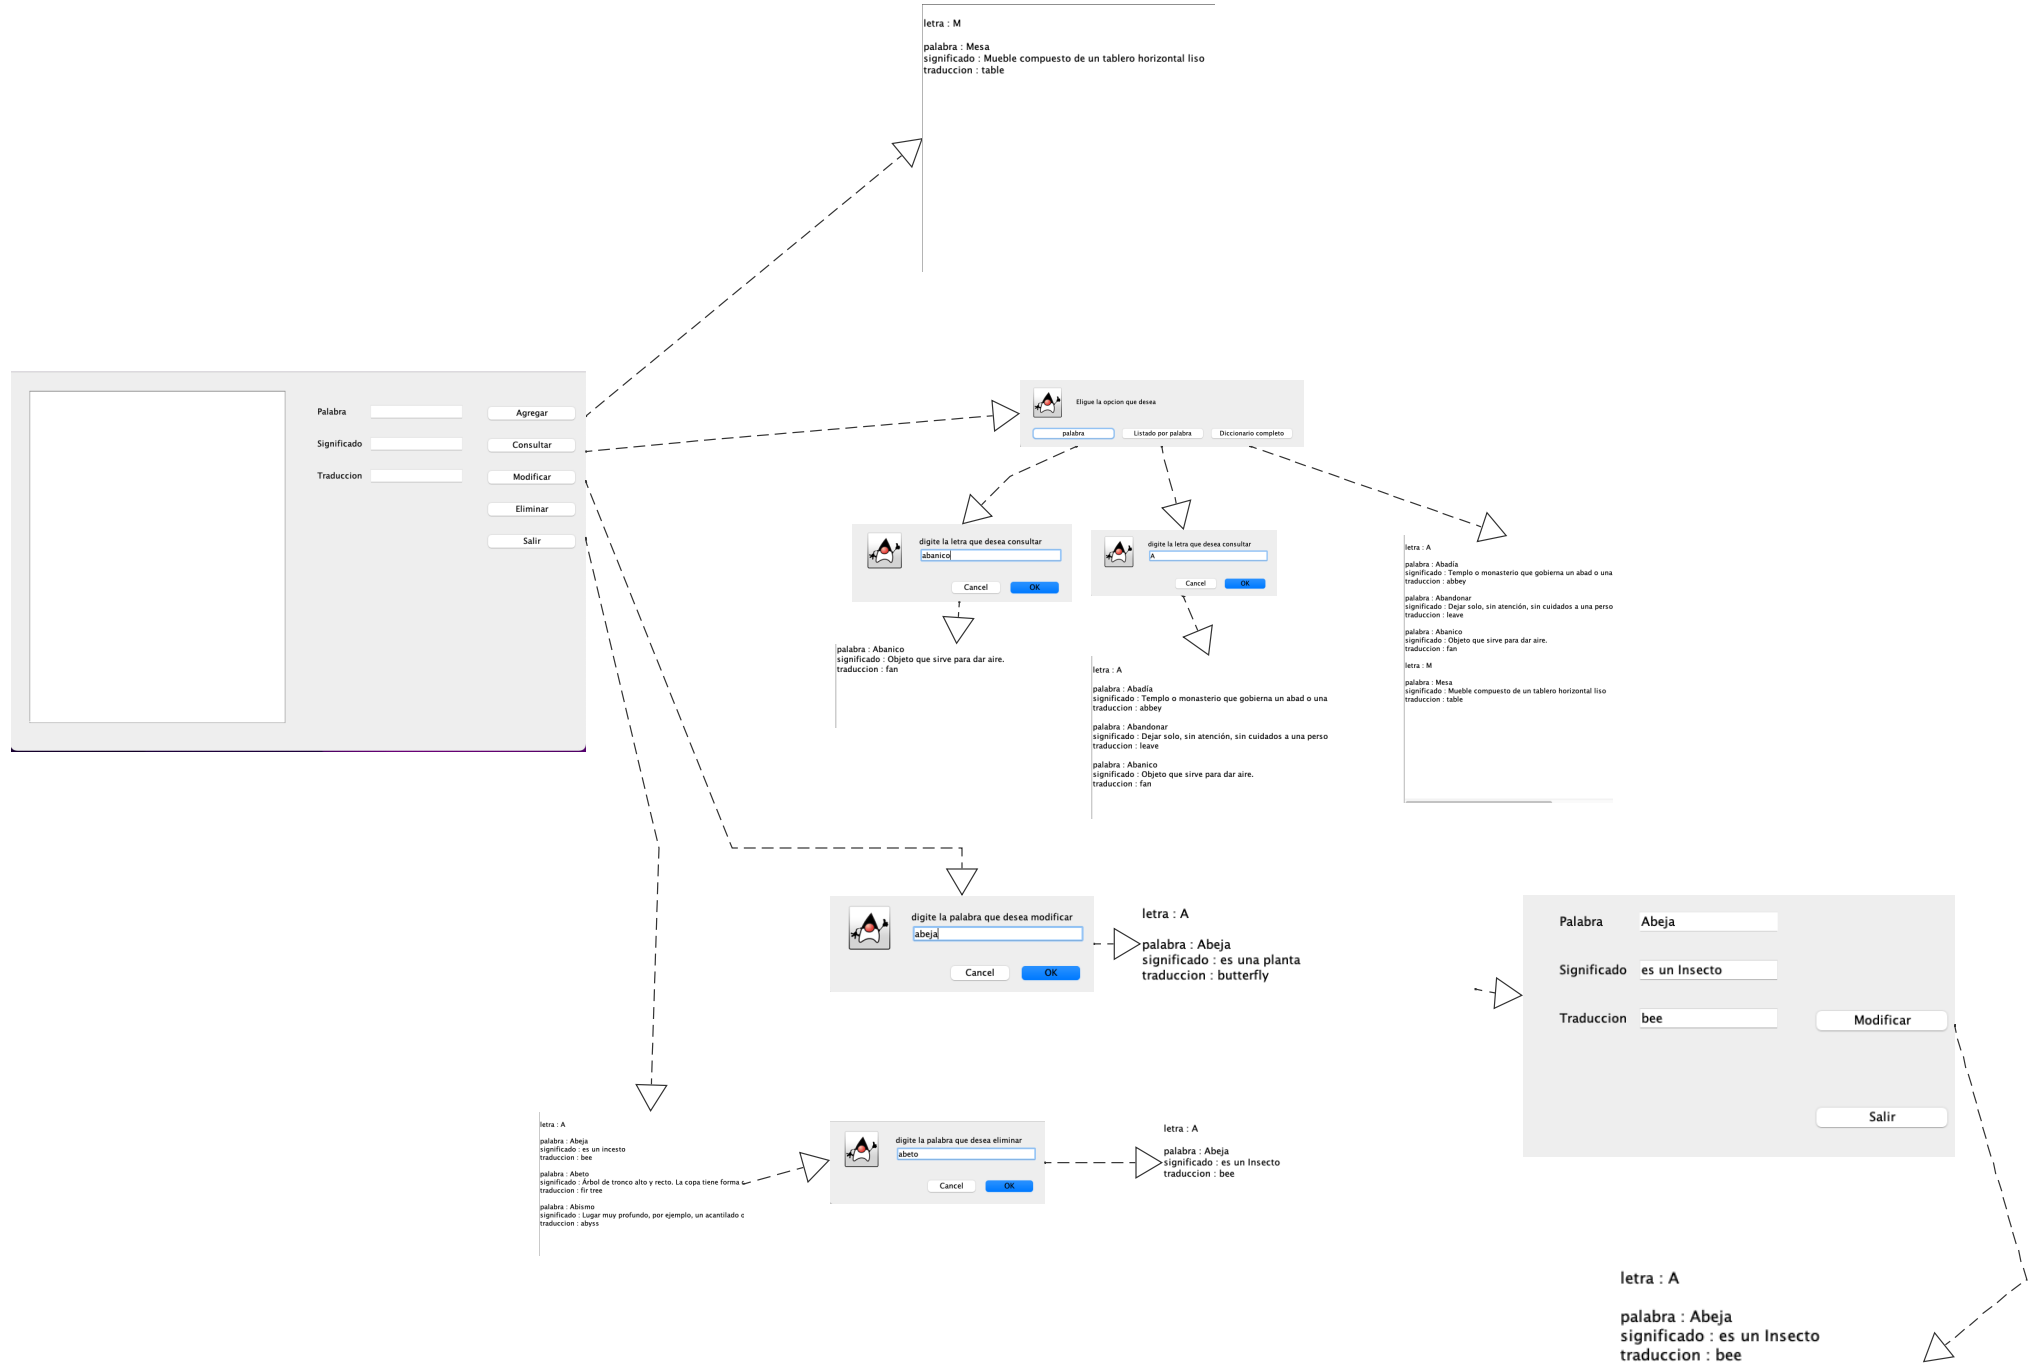 letra : M
palabra : Mesa
significado : Mueble compuesto de un tablero horizontal liso
traduccion : table
Palabra
Agregar
Significado
Consultar
Traduccion
Modificar
Eliminar
Salir
Eligue la opcion que desea
palabra
Listado por palabra
Diccionario completo
digite la letra que desea consultar
abanico
Cancel
OK
palabra : Abanico
significado : Objeto que sirve para dar aire.
traduccion : fan
digite la letra que desea consultar
A
Cancel
OK
letra : A
palabra : Abadía
significado : Templo o monasterio que gobierna un abad o una
traduccion : abbey
palabra : Abandonar
significado : Dejar solo, sin atención, sin cuidados a una perso
traduccion : leave
palabra : Abanico
significado : Objeto que sirve para dar aire.
traduccion : fan
letra : A
palabra : Abadía
significado : Templo o monasterio que gobierna un abad o una
traduccion : abbey
palabra : Abandonar
significado : Dejar solo, sin atención, sin cuidados a una perso
traduccion : leave
palabra : Abanico
significado : Objeto que sirve para dar aire.
traduccion : fan
letra : M
palabra : Mesa
significado : Mueble compuesto de un tablero horizontal liso
traduccion : table
digite la palabra que desea modificar
abeja
Cancel
OK
letra : A
palabra : Abeja
significado : es una planta
traduccion : butterfly
Palabra
Abeja
Significado
es un Insecto
Traduccion
bee
Modificar
Salir
letra : A
palabra : Abeja
significado : es un incesto
traduccion : bee
palabra : Abeto
significado : Árbol de tronco alto y recto. La copa tiene forma
traduccion : fir tree
palabra : Abismo
significado : Lugar muy profundo, por ejemplo, un acantilado c
traduccion : abyss
digite la palabra que desea eliminar
abeto
Cancel
OK
letra : A
palabra : Abeja
significado : es un Insecto
traduccion : bee
letra : A
palabra : Abeja
significado : es un Insecto
traduccion : bee